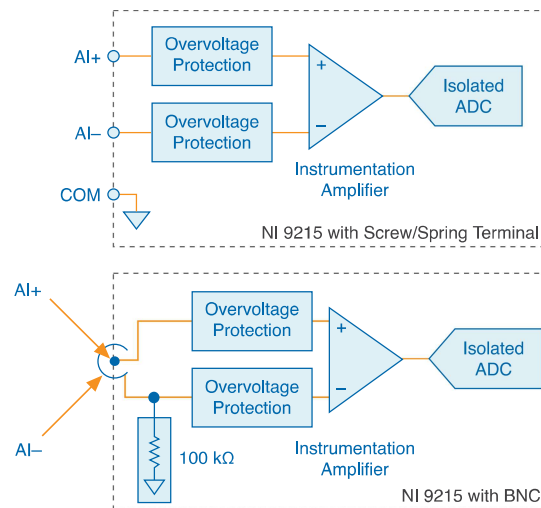 AI+
Overvoltage
Protection
+
Isolated
ADC
AI–
Overvoltage
Protection
–
Instrumentation
Amplifier
COM
NI 9215 with Screw/Spring Terminal
AI+
Overvoltage
Protection
+
Isolated
ADC
Overvoltage
Protection
–
AI–
100 kΩ
Instrumentation
Amplifier
NI 9215 with BNC